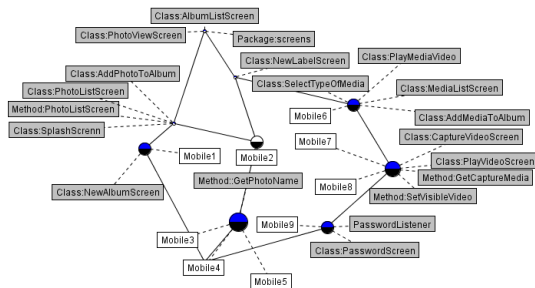 Class:AlbumListScreen
Class:PhotoViewScreen
Package:screens
Class:NewLabelScreen
Class:PlayMediaVideo
Class:AddPhotoToAlbum
Class:SelectTypeOfMedia
Class:MediaListScreen
Class:PhotoListScreen
Method:PhotoListScreen
Mobile6
Class:AddMediaToAlbum
Class:SplashScrenn
Mobile7
Class:CaptureVideoScreen
Mobile1
Mobile2
Class:PlayVideoScreen
Method:GetCaptureMedia
Class:NewAlbumScreen
Method:GetPhotoName
Mobile8
Method:SetVisibleVideo
Mobile9
PasswordListener
Mobile3
Class:PasswordScreen
Mobile4
Mobile5